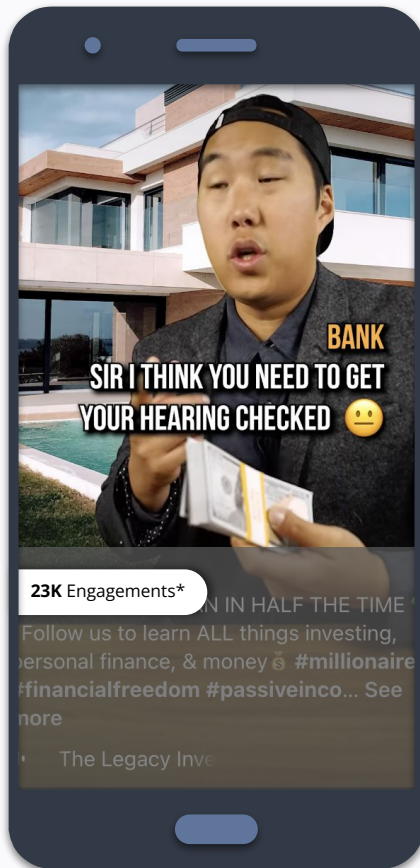 BANK
SIR I THINK YOU NEED TO GET
YOUR HEARING CHECKED
23K Engagements*
IN HALF THE TIME
Follow us to learn ALL things investing,
personal finance, & money #millionaire
#financialfreedom #passiveinco... See
more
The Legacy